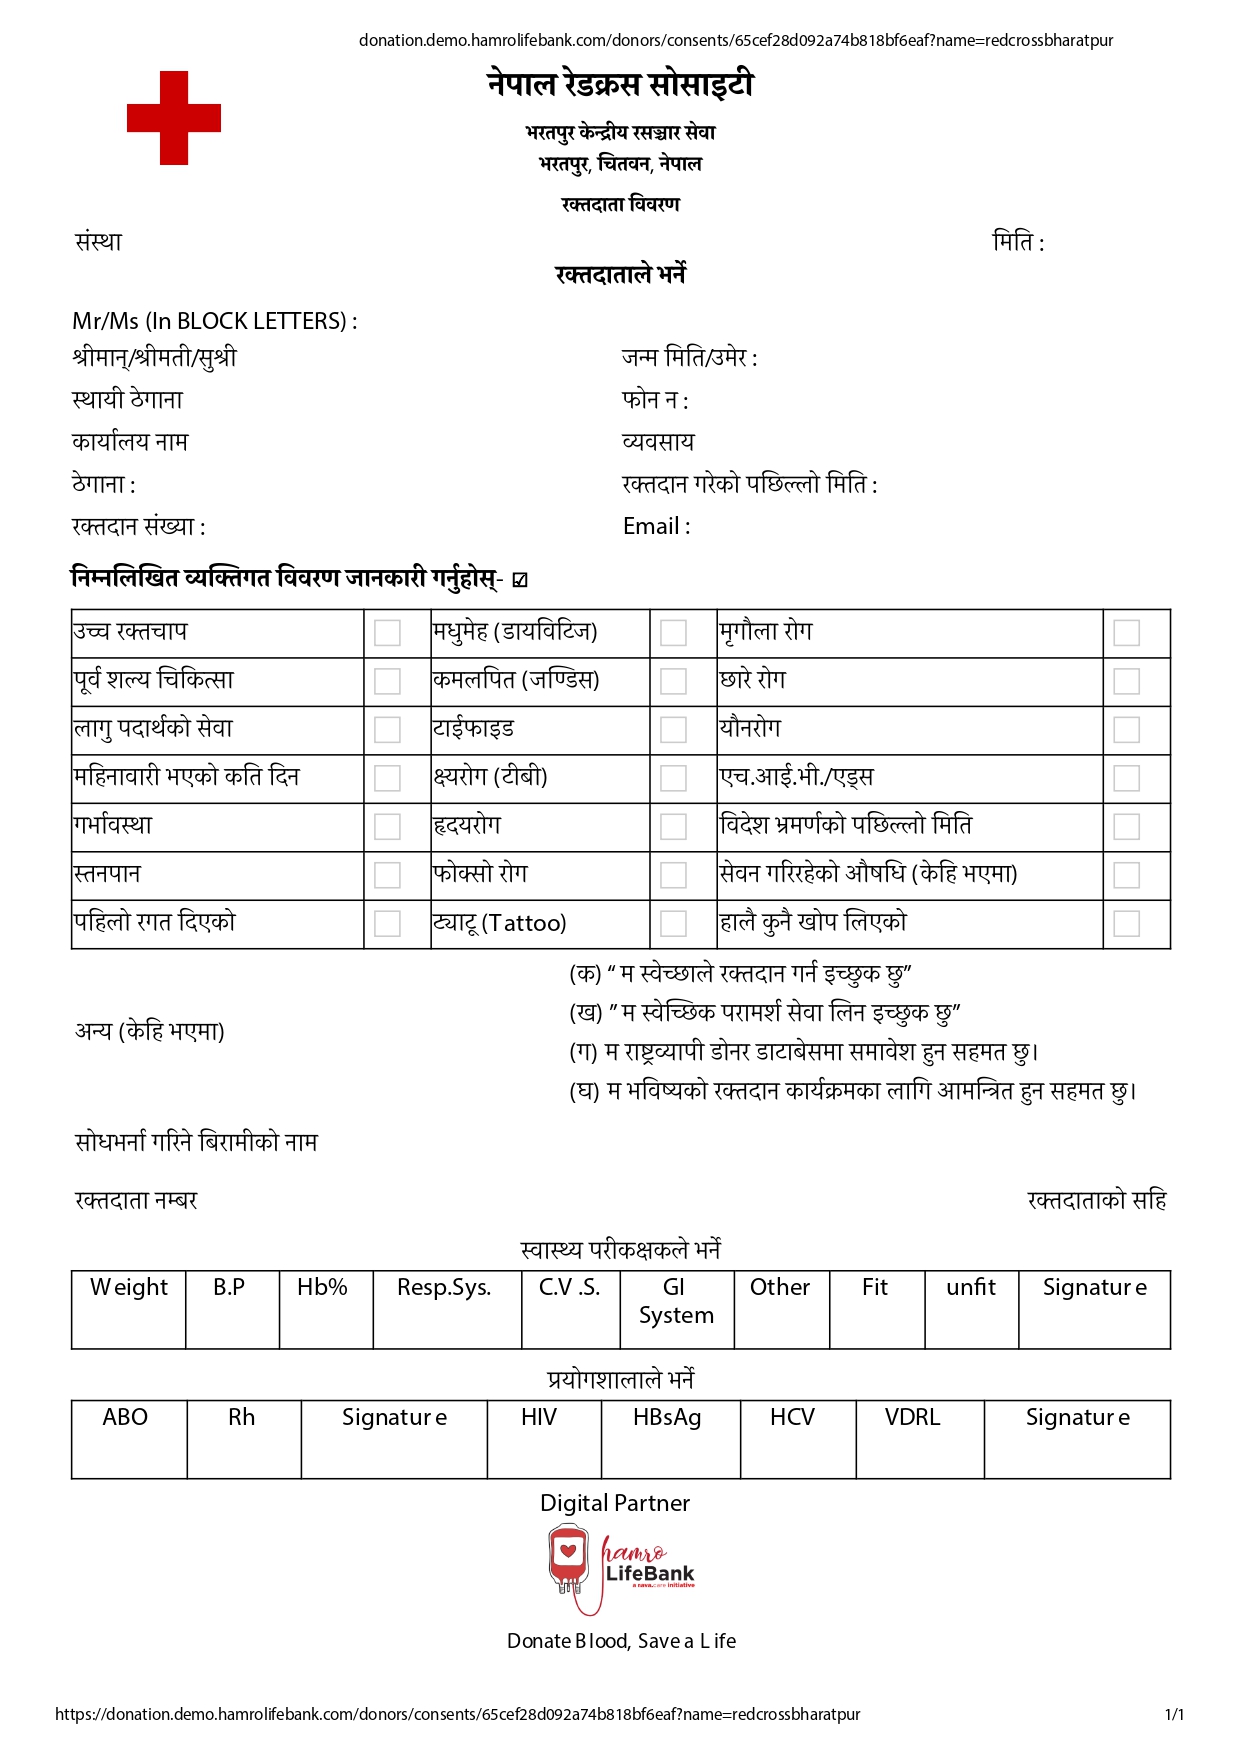 donation.demo.hamrolifebank.com/donors/consents/65cef28d092a74b818bf6eaf?name=redcrossbharatpur
नेपाल रेडक्रस सोसाइटी
भरतपुर केन्द्रीय रक्तसञ्चार सेवा
भरतपुर, चितवन, नेपाल
रक्तदाता विवरण
संस्था मिति :
रक्तदाताले भर्ने
Mr/Ms (In BLOCK LETTERS) :
श्रीमान्/श्रीमती/सुश्री जन्म मिति/उमेर :
स्थायी ठेगाना फोन न :
कार्यालय नाम व्यवसाय
ठेगाना : रक्तदान गरेको पछिल्लो मिति :
रक्तदान संख्या : Email :
निम्नलिखित व्यक्तिगत विवरण जानकारी गर्नुहोस्- ☑
उच्च रक्तचाप मधुमेह (डायविटिज) मृगौला रोग
पूर्व शल्य चिकित्सा कमलपित (जण्डिस) छारे रोग
लागु पदार्थको सेवा टाईफाइड यौनरोग
महिनावारी भएको कति दिन क्ष्यरोग (टीबी) एच.आई.भी./एड्स
गर्भावस्था हृदयरोग विदेश भ्रमर्णको पछिल्लो मिति
स्तनपान फोक्सो रोग सेवन गरिरहेको औषधि (केहि भएमा)
पहिलो रगत दिएको ट्याटू (Tattoo) हालै कुनै खोप लिएको
(क) “ म स्वेच्छाले रक्तदान गर्न इच्छुक छु”
(ख) ” म स्वेच्छिक परामर्श सेवा लिन इच्छुक छु”
अन्य (केहि भएमा)
(ग) म राष्ट्रव्यापी डोनर डाटाबेसमा समावेश हुन सहमत छु।
(घ) म भविष्यको रक्तदान कार्यक्रमका लागि आमन्त्रित हुन सहमत छु।
सोधभर्ना गरिने बिरामीको नाम
रक्तदाता नम्बर रक्तदाताको सहि
स्वास्थ्य परीकक्षकले भर्ने
Weight B.P Hb% Resp.Sys. C.V .S. GI Other Fit unfit Signature
System
प्रयोगशालाले भर्ने
ABO Rh Signature HIV HBsAg HCV VDRL Signature
Digital Partner
hamro
LifeBank
a nava.care initiative
Donate Blood, Save a Life
https://donation.demo.hamrolifebank.com/donors/consents/65cef28d092a74b818bf6eaf?name=redcrossbharatpur 1/1